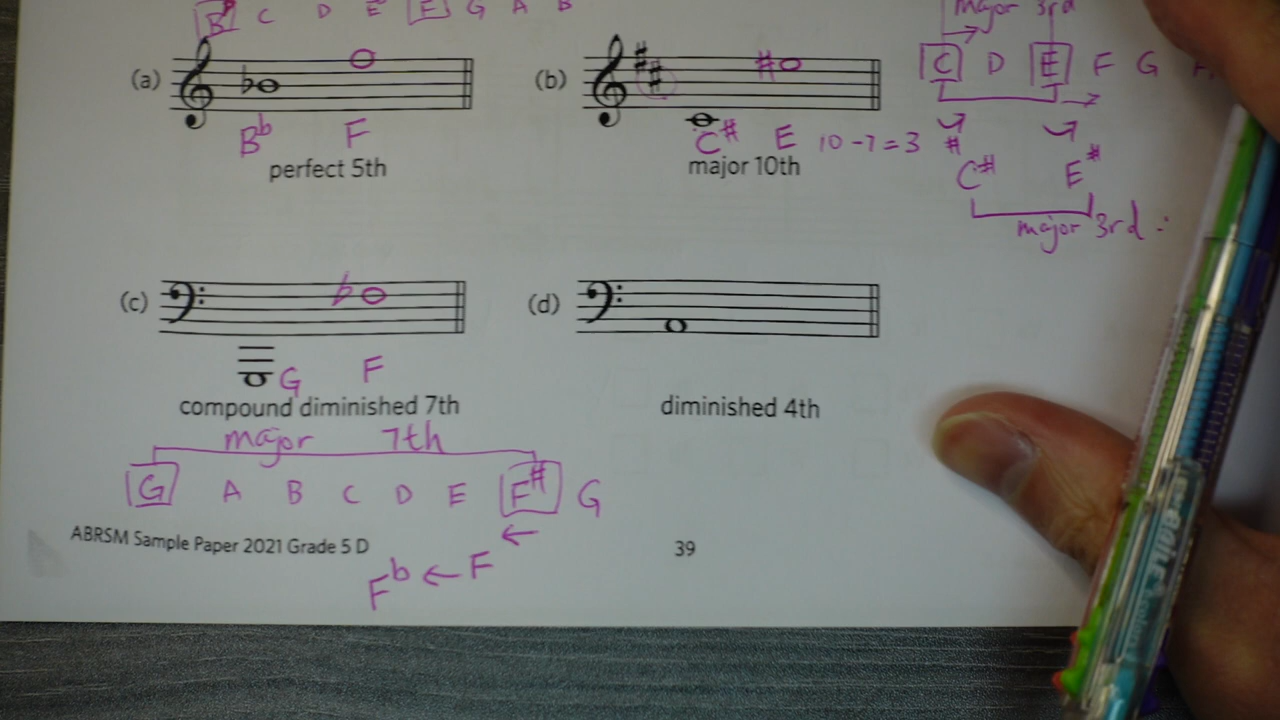 B♭ C D E F G A B
major 3rd
C D E F G
(a)
B♭ F
perfect 5th
(b)
C# E 10-7=3
major 10th
#
C# E#
major 3rd :
(c)
G F
compound diminished 7th
(d)
diminished 4th
major 7th
G A B C D E F# G
←
F♭ ← F
ABRSM Sample Paper 2021 Grade 5 D
39